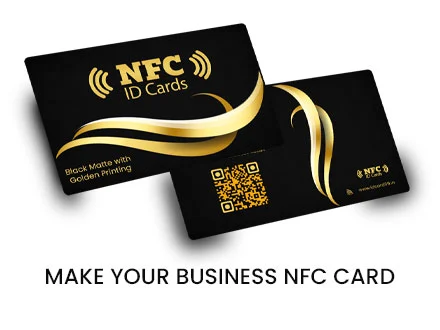 NFC
ID Cards
Black Matte with
Golden Printing
NFC
ID Cards
MAKE YOUR BUSINESS NFC CARD